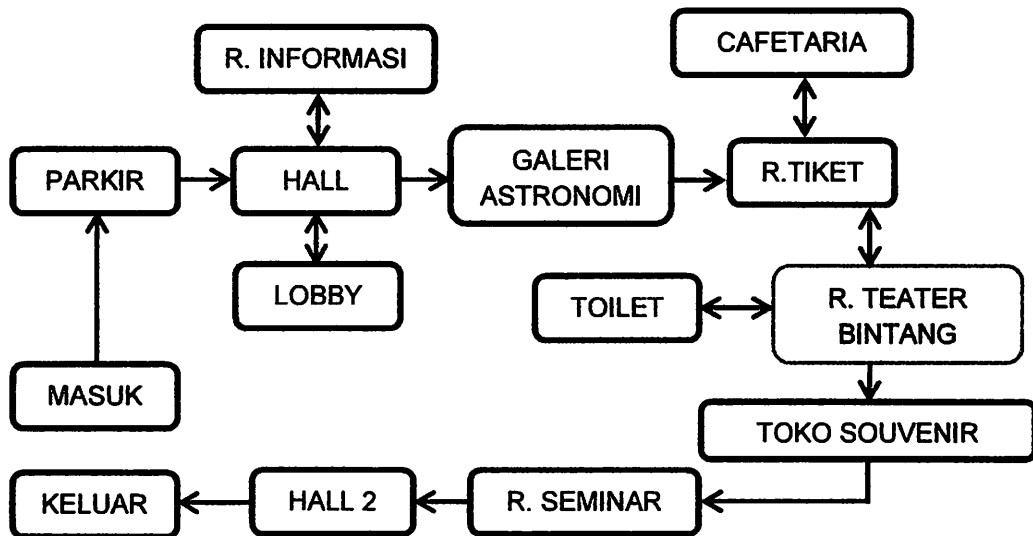 CAFETARIA
R. INFORMASI
PARKIR
HALL
GALERI
ASTRONOMI
R.TIKET
LOBBY
TOILET
R. TEATER
BINTANG
MASUK
TOKO SOUVENIR
KELUAR
HALL 2
R. SEMINAR